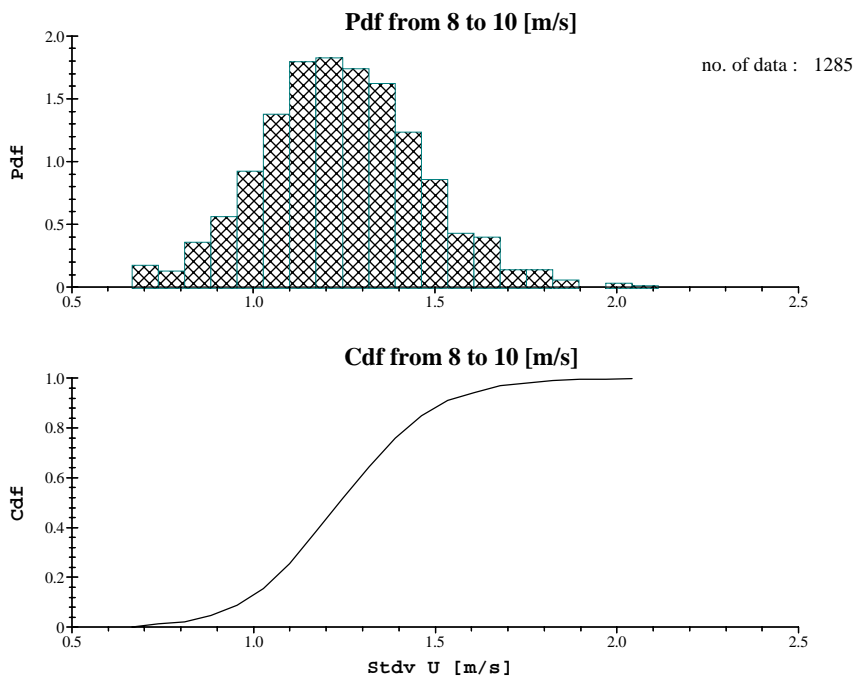 Pdf from 8 to 10 [m/s]
no. of data : 1285
Pdf
2.0
1.5
1.0
0.5
0
0.5 1.0 1.5 2.0 2.5
Cdf from 8 to 10 [m/s]
Cdf
1.0
0.8
0.6
0.4
0.2
0
0.5 1.0 1.5 2.0 2.5
Stdv U [m/s]